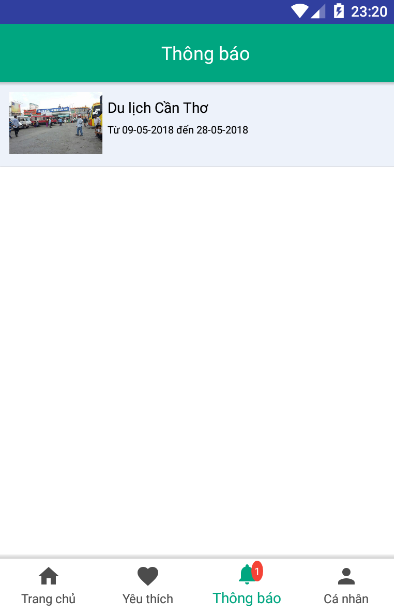 23:20
Thông báo
Du lịch Cần Thơ
Từ 09-05-2018 đến 28-05-2018
1
Trang chủ
Yêu thích
Thông báo
Cá nhân